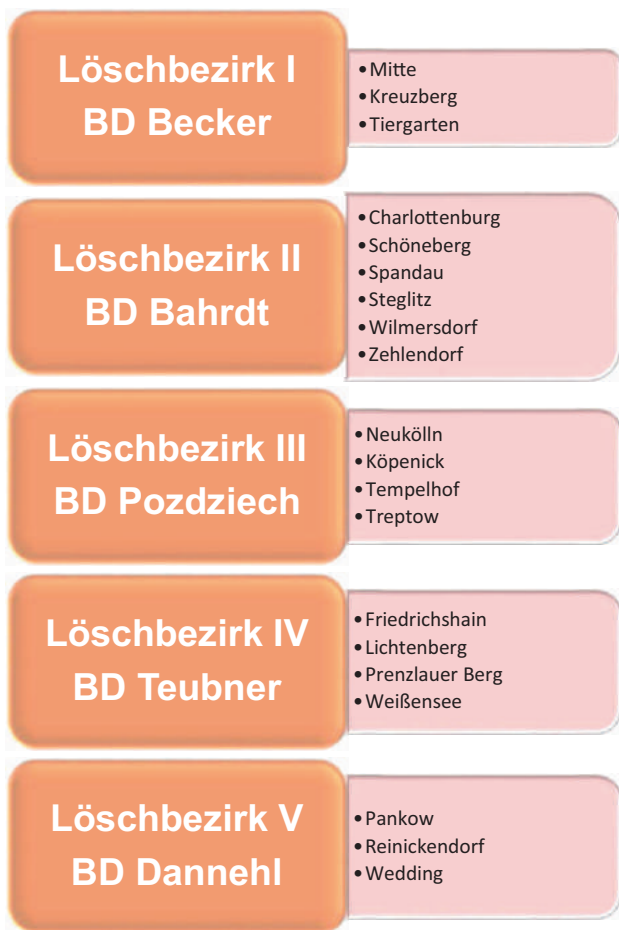 Löschbezirk I
BD Becker
• Mitte
• Kreuzberg
• Tiergarten
Löschbezirk II
BD Bahrdt
• Charlottenburg
• Schöneberg
• Spandau
• Steglitz
• Wilmersdorf
• Zehlendorf
Löschbezirk III
BD Pozdziech
• Neukölln
• Köpenick
• Tempelhof
• Treptow
Löschbezirk IV
BD Teubner
• Friedrichshain
• Lichtenberg
• Prenzlauer Berg
• Weißensee
Löschbezirk V
BD Dannehl
• Pankow
• Reinickendorf
• Wedding